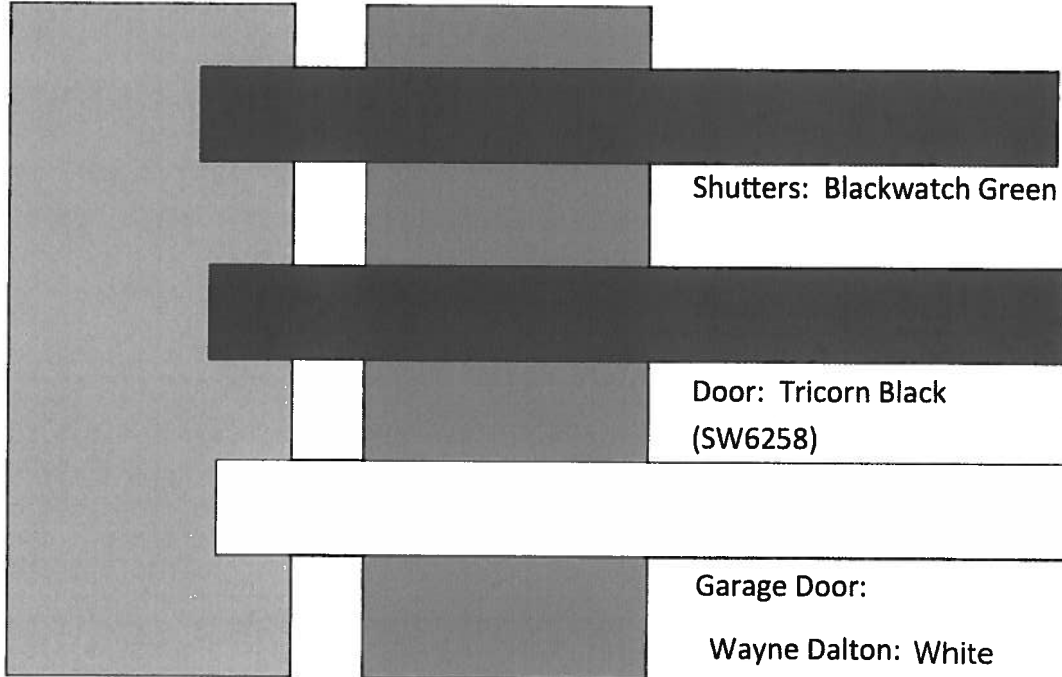 Shutters: Blackwatch Green
Door: Tricorn Black
(SW6258)
Garage Door:
Wayne Dalton: White